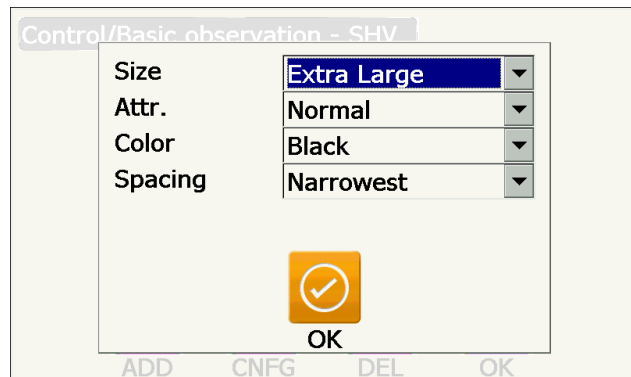 Control/Basic observation - SHV
Size Extra Large
Attr. Normal
Color Black
Spacing Narrowest
OK
ADD CNFG DEL OK